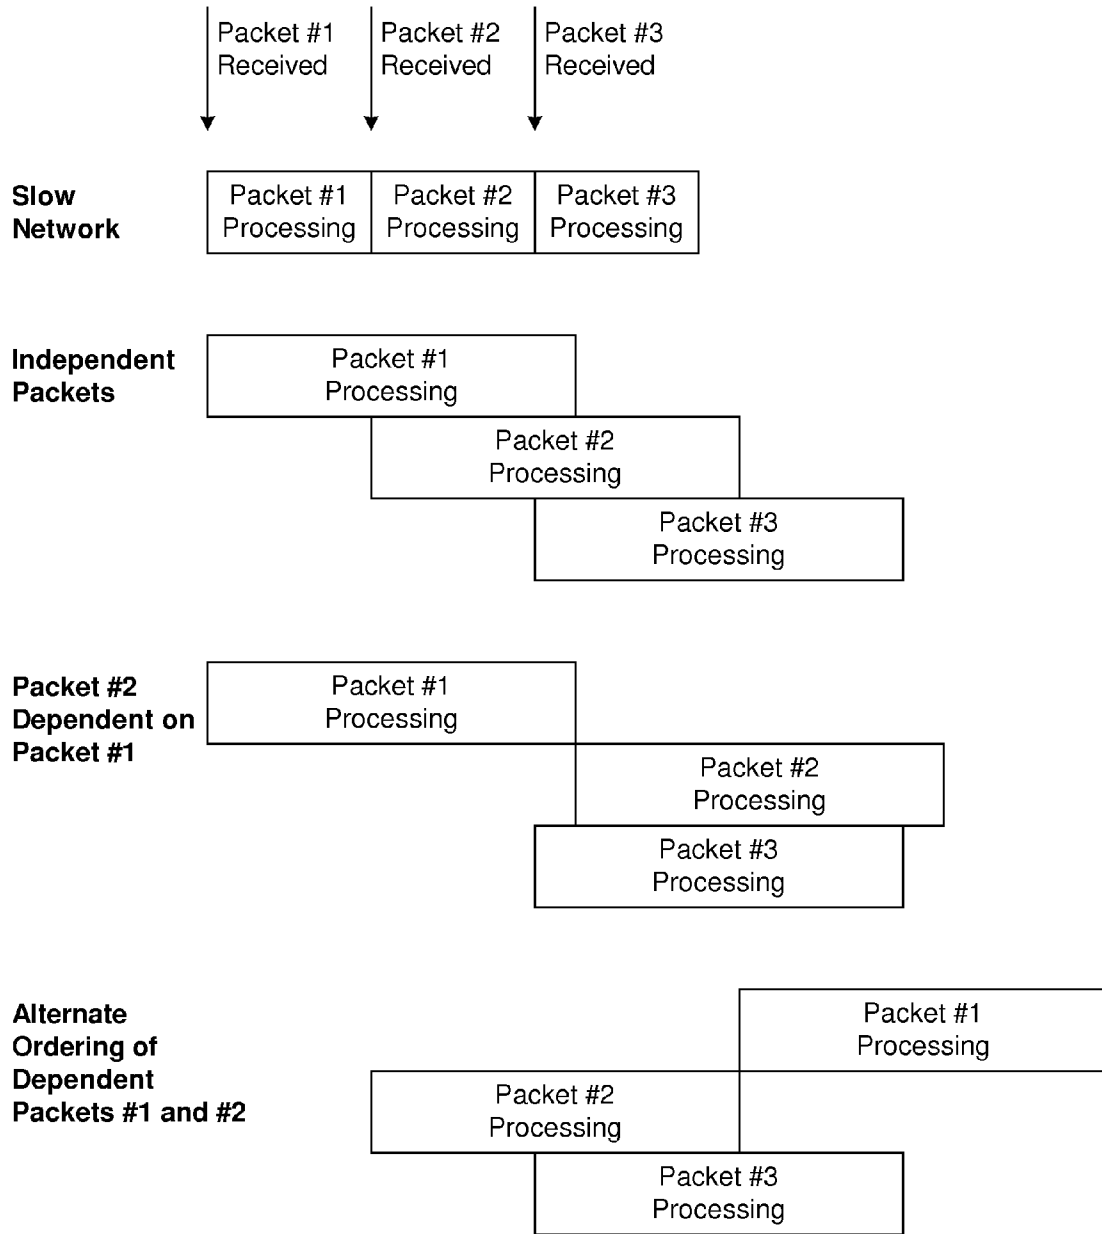 Packet #1
Received
Packet #2
Received
Packet #3
Received
Slow
Network
Packet #1
Processing
Packet #2
Processing
Packet #3
Processing
Independent
Packets
Packet #1
Processing
Packet #2
Processing
Packet #3
Processing
Packet #2
Dependent on
Packet #1
Packet #1
Processing
Packet #2
Processing
Packet #3
Processing
Alternate
Ordering of
Dependent
Packets #1 and #2
Packet #1
Processing
Packet #2
Processing
Packet #3
Processing